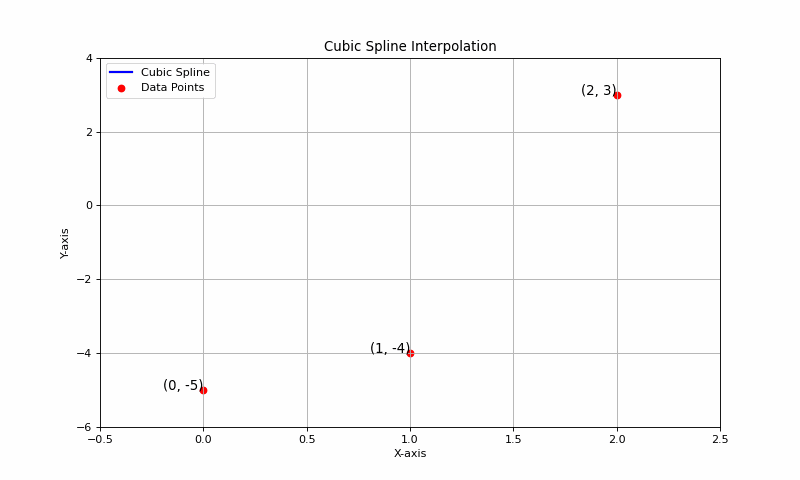 Cubic Spline Interpolation
Cubic Spline
Data Points
(2, 3)
(1, -4)
(0, -5)
Y-axis
4
2
0
−2
−4
−6
−0.5 0.0 0.5 1.0 1.5 2.0 2.5
X-axis